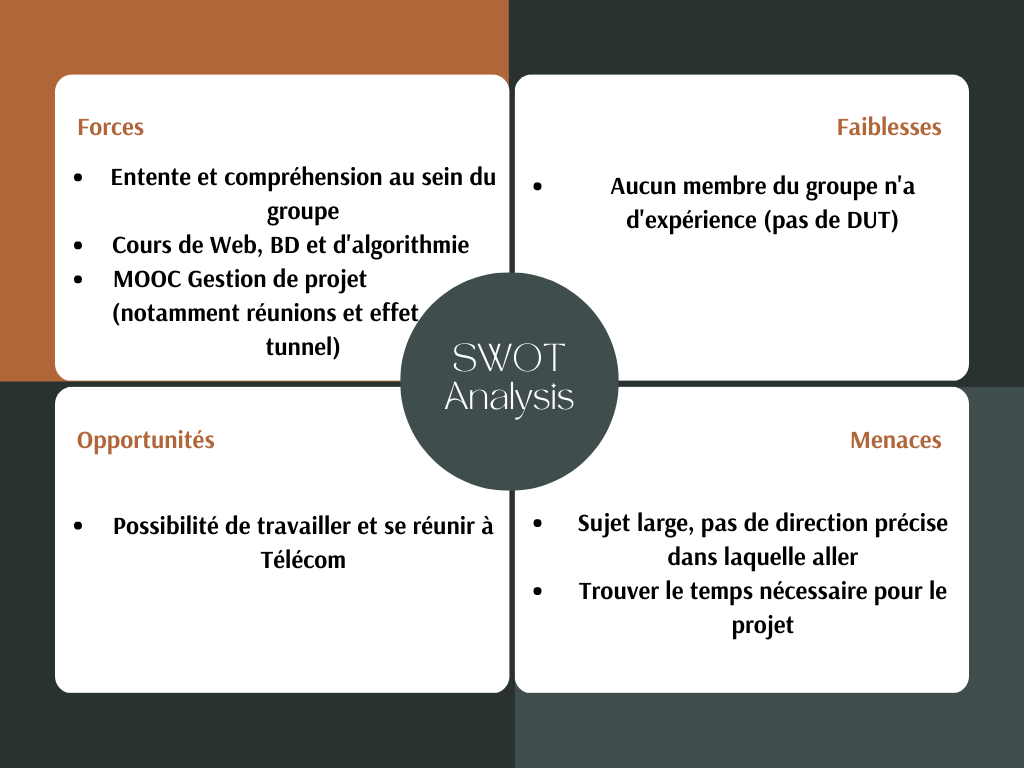 Forces
• Entente et compréhension au sein du
groupe
• Cours de Web, BD et d'algorithmie
• MOOC Gestion de projet
(notamment réunions et effet
tunnel)
Faiblesses
• Aucun membre du groupe n'a
d'expérience (pas de DUT)
SWOT
Analysis
Opportunités
• Possibilité de travailler et se réunir à
Télécom
Menaces
• Sujet large, pas de direction précise
dans laquelle aller
• Trouver le temps nécessaire pour le
projet